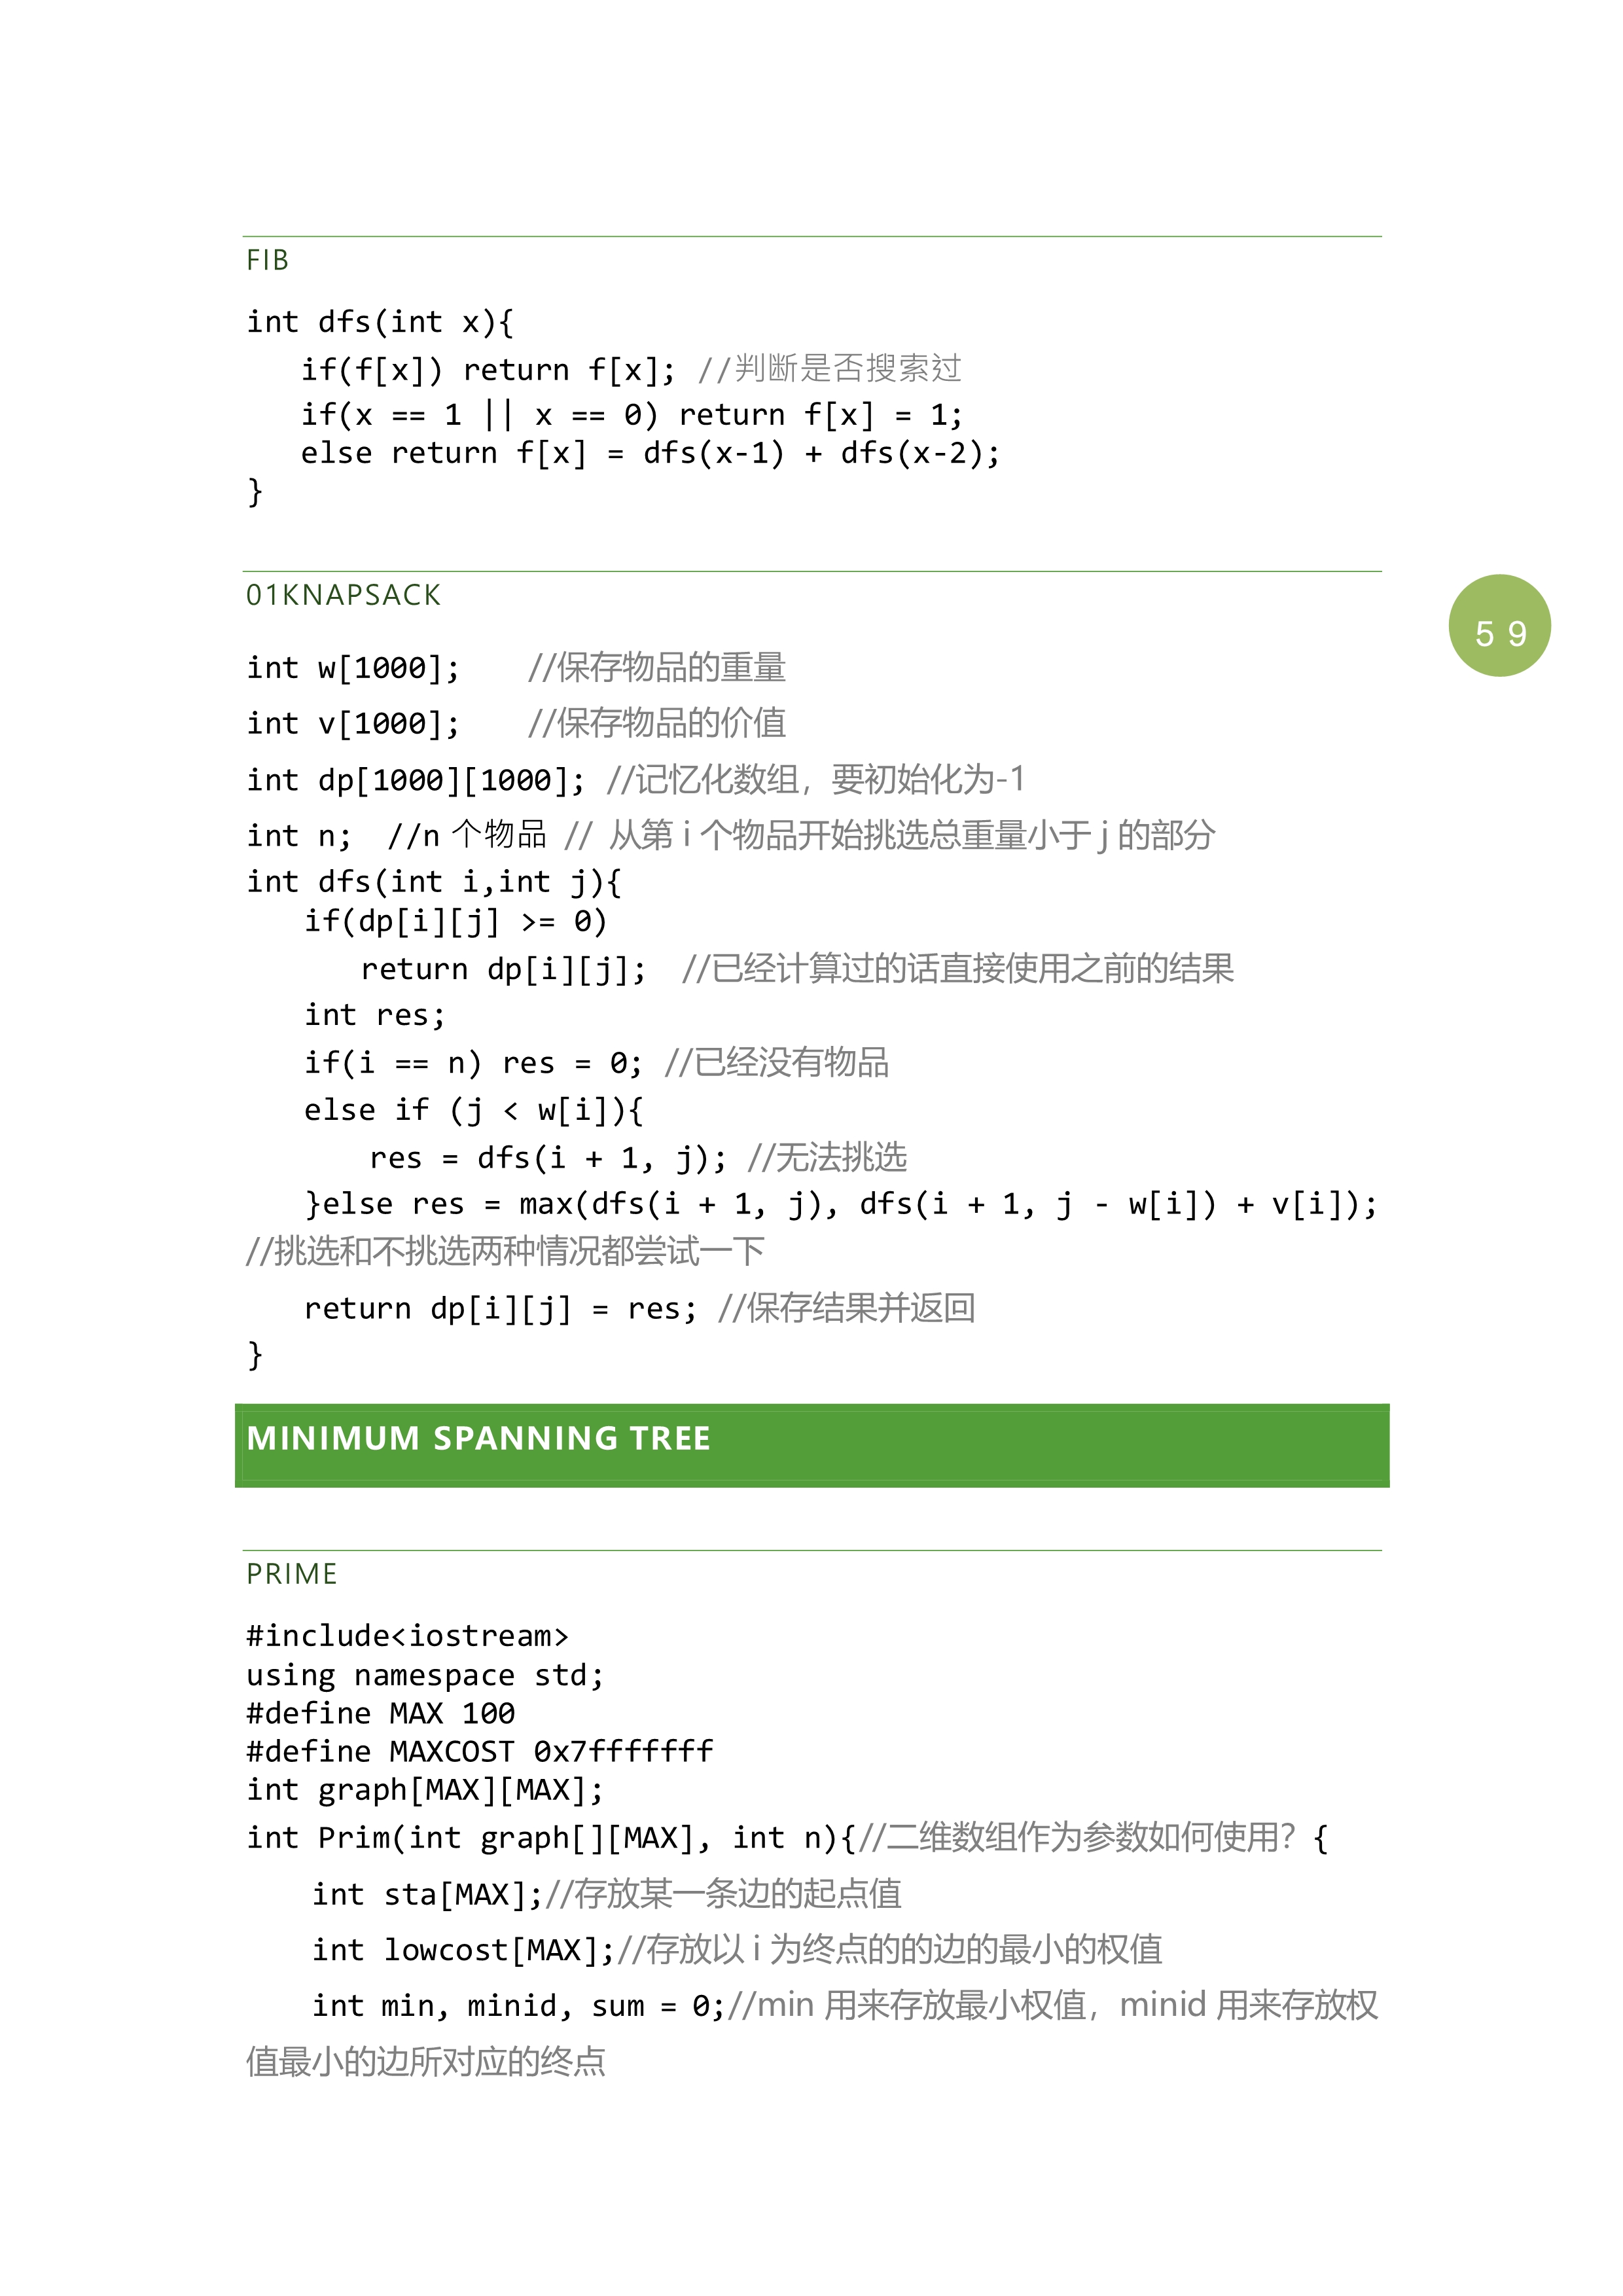 FIB
int dfs(int x){
if(f[x]) return f[x]; //判断是否搜索过
if(x == 1 || x == 0) return f[x] = 1;
else return f[x] = dfs(x-1) + dfs(x-2);
}
01KNAPSACK
59
int w[1000]; //保存物品的重量
int v[1000]; //保存物品的价值
int dp[1000][1000]; //记忆化数组，要初始化为-1
int n; //n 个物品 // 从第 i 个物品开始挑选总重量小于 j 的部分
int dfs(int i,int j){
if(dp[i][j] >= 0)
return dp[i][j]; //已经计算过的话直接使用之前的结果
int res;
if(i == n) res = 0; //已经没有物品
else if (j < w[i]){
res = dfs(i + 1, j); //无法挑选
}else res = max(dfs(i + 1, j), dfs(i + 1, j - w[i]) + v[i]);
//挑选和不挑选两种情况都尝试一下
return dp[i][j] = res; //保存结果并返回
}
MINIMUM SPANNING TREE
PRIME
#include<iostream>
using namespace std;
#define MAX 100
#define MAXCOST 0x7fffffff
int graph[MAX][MAX];
int Prim(int graph[][MAX], int n){//二维数组作为参数如何使用？{
int sta[MAX];//存放某一条边的起点值
int lowcost[MAX];//存放以 i 为终点的的边的最小的权值
int min, minid, sum = 0;//min 用来存放最小权值，minid 用来存放权
值最小的边所对应的终点